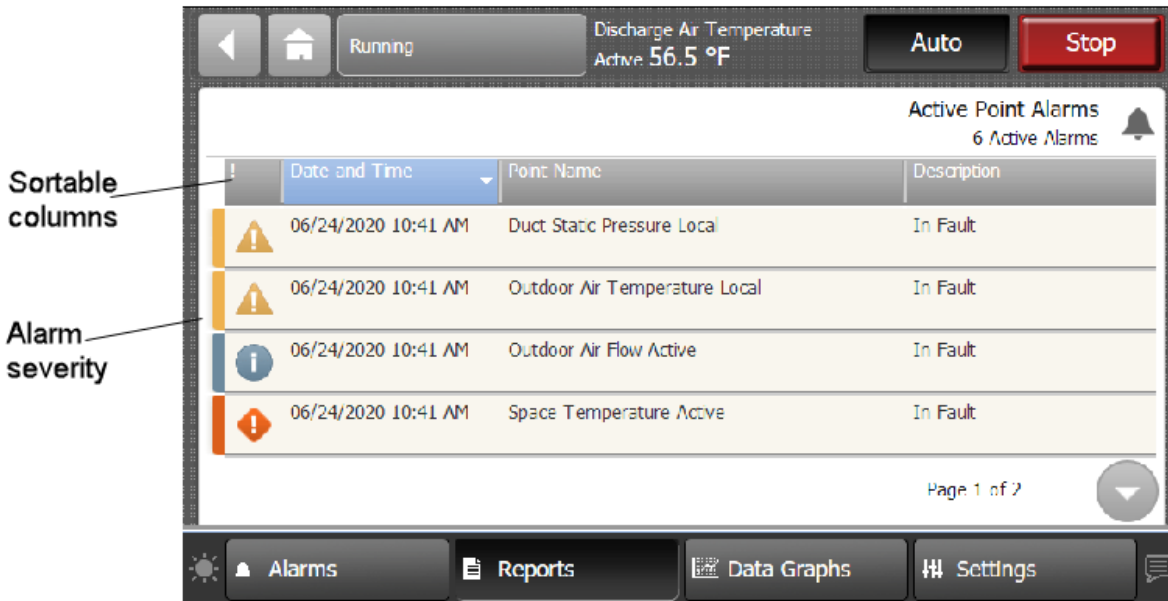 Running
Discharge Air Temperature
Active 56.5 °F
Auto
Stop
Active Point Alarms
6 Active Alarms
Sortable
columns
! Date and Time Point Name Description
06/24/2020 10:41 AM Duct Static Pressure Local In Fault
06/24/2020 10:41 AM Outdoor Air Temperature Local In Fault
Alarm
severity
06/24/2020 10:41 AM Outdoor Air Flow Active In Fault
06/24/2020 10:41 AM Space Temperature Active In Fault
Page 1 of 2
Alarms Reports Data Graphs Settings